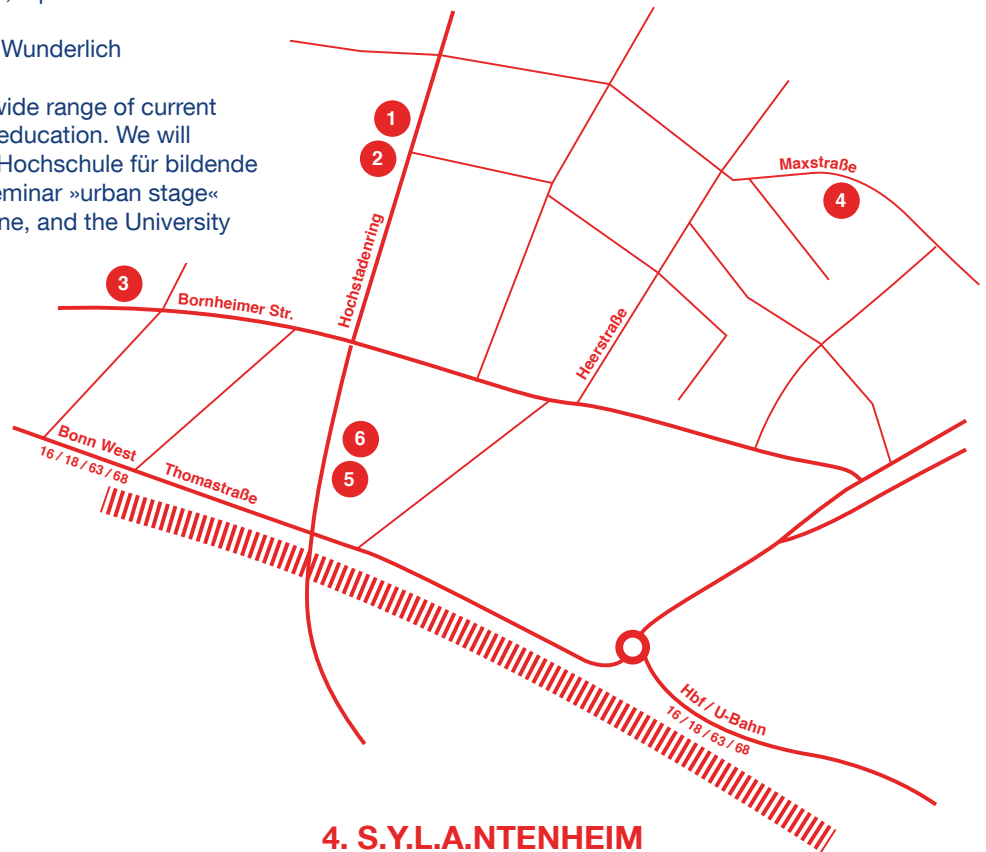 Wunderlich
wide range of current
education. We will
Hochschule für bildende
eminar »urban stage«
ne, and the University
1
2
Maxstraße
4
Hochstadenring
3
Bornheimer Str.
Heerstraße
6
5
Bonn West
16 / 18 / 63 / 68
Thomastraße
Hbf / U-Bahn
16 / 18 / 63 / 68
4. S.Y.L.A.NTENHEIM